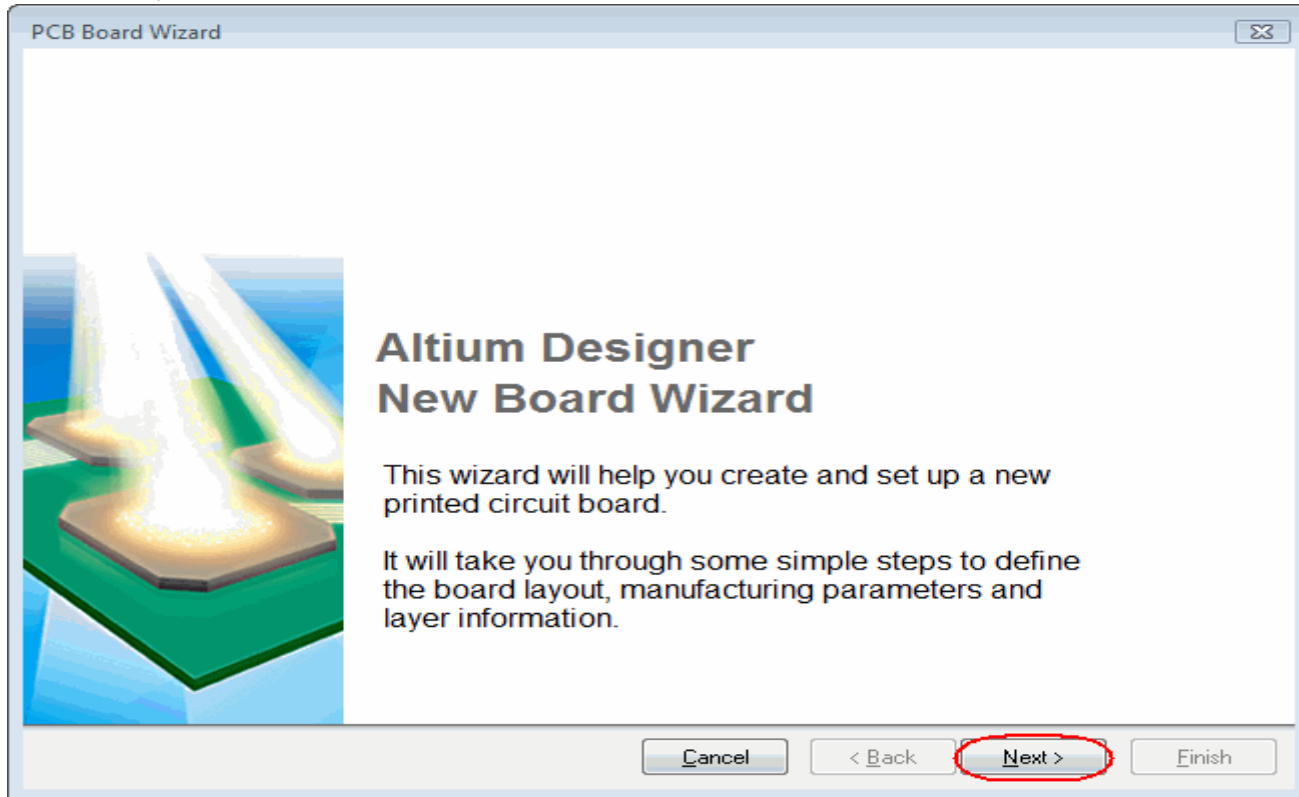 PCB Board Wizard
Altium Designer
New Board Wizard
This wizard will help you create and set up a new
printed circuit board.
It will take you through some simple steps to define
the board layout, manufacturing parameters and
layer information.
Cancel < Back Next > Finish